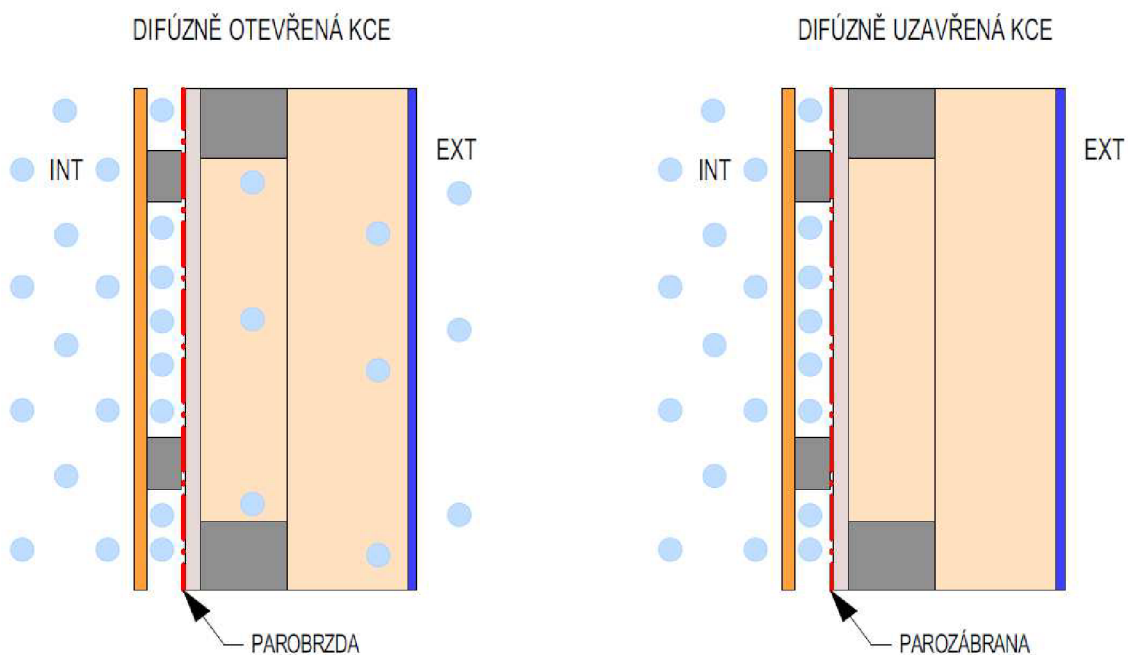 DIFÚZNĚ OTEVŘENÁ KCE
DIFÚZNĚ UZAVŘENÁ KCE
INT
EXT
INT
EXT
PAROBRZDA
PAROZÁBRANA